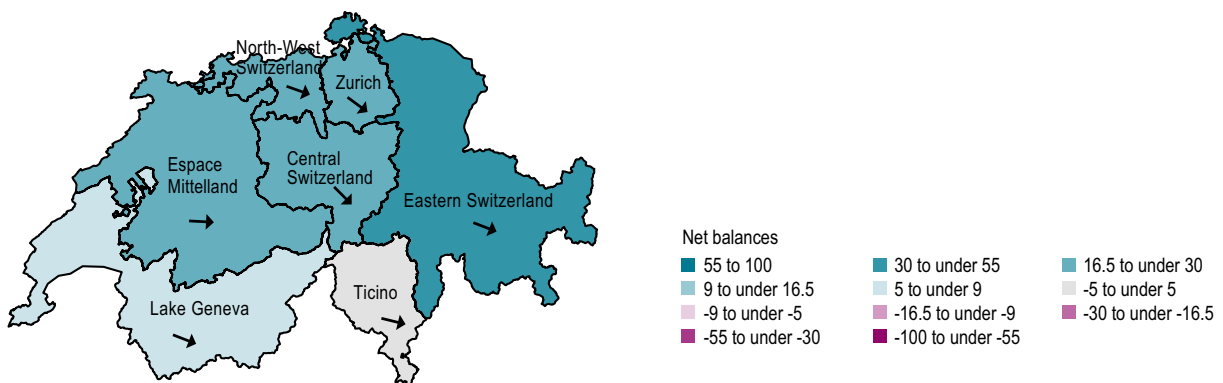 North-West
Switzerland
Zurich
Espace
Mittelland
Central
Switzerland
Eastern Switzerland
Lake Geneva
Ticino
Net balances
55 to 100
30 to under 55
16.5 to under 30
9 to under 16.5
5 to under 9
-5 to under 5
-9 to under -5
-16.5 to under -9
-30 to under -16.5
-55 to under -30
-100 to under -55